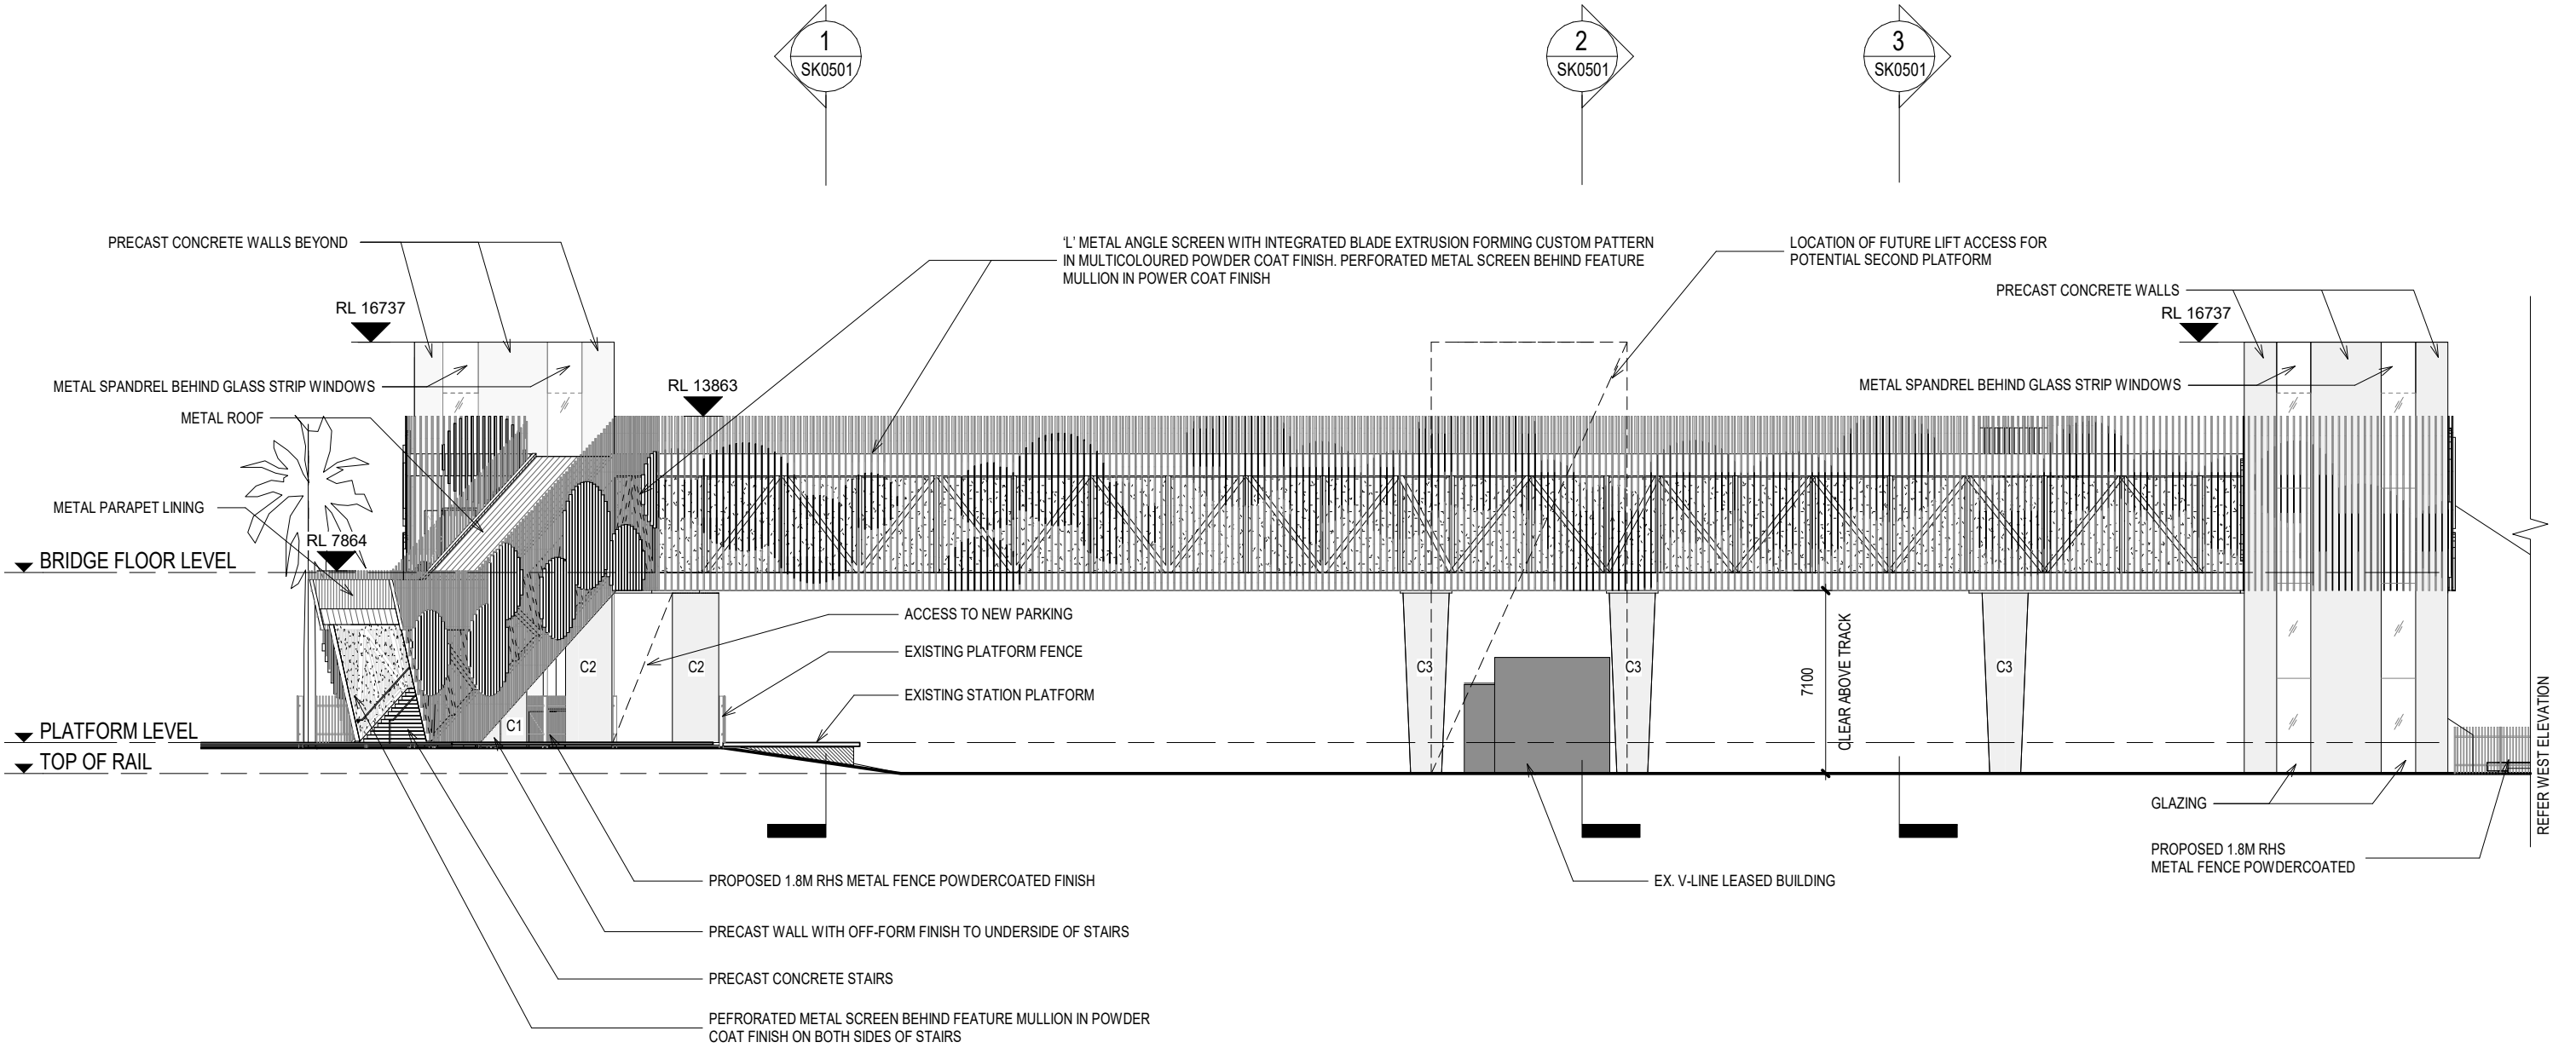 1
SK0501
2
SK0501
3
SK0501
PRECAST CONCRETE WALLS BEYOND
'L' METAL ANGLE SCREEN WITH INTEGRATED BLADE EXTRUSION FORMING CUSTOM PATTERN
IN MULTICOLOURED POWDER COAT FINISH. PERFORATED METAL SCREEN BEHIND FEATURE
MULLION IN POWER COAT FINISH
LOCATION OF FUTURE LIFT ACCESS FOR
POTENTIAL SECOND PLATFORM
PRECAST CONCRETE WALLS
RL 16737
RL 16737
METAL SPANDREL BEHIND GLASS STRIP WINDOWS
RL 13863
METAL SPANDREL BEHIND GLASS STRIP WINDOWS
METAL ROOF
METAL PARAPET LINING
RL 7864
BRIDGE FLOOR LEVEL
ACCESS TO NEW PARKING
EXISTING PLATFORM FENCE
EXISTING STATION PLATFORM
C2
C2
C3
C3
C3
7100
CLEAR ABOVE TRACK
C1
PLATFORM LEVEL
TOP OF RAIL
REFER WEST ELEVATION
GLAZING
PROPOSED 1.8M RHS
METAL FENCE POWDERCOATED
PROPOSED 1.8M RHS METAL FENCE POWDERCOATED FINISH
EX. V-LINE LEASED BUILDING
PRECAST WALL WITH OFF-FORM FINISH TO UNDERSIDE OF STAIRS
PRECAST CONCRETE STAIRS
PEFRORATED METAL SCREEN BEHIND FEATURE MULLION IN POWDER
COAT FINISH ON BOTH SIDES OF STAIRS